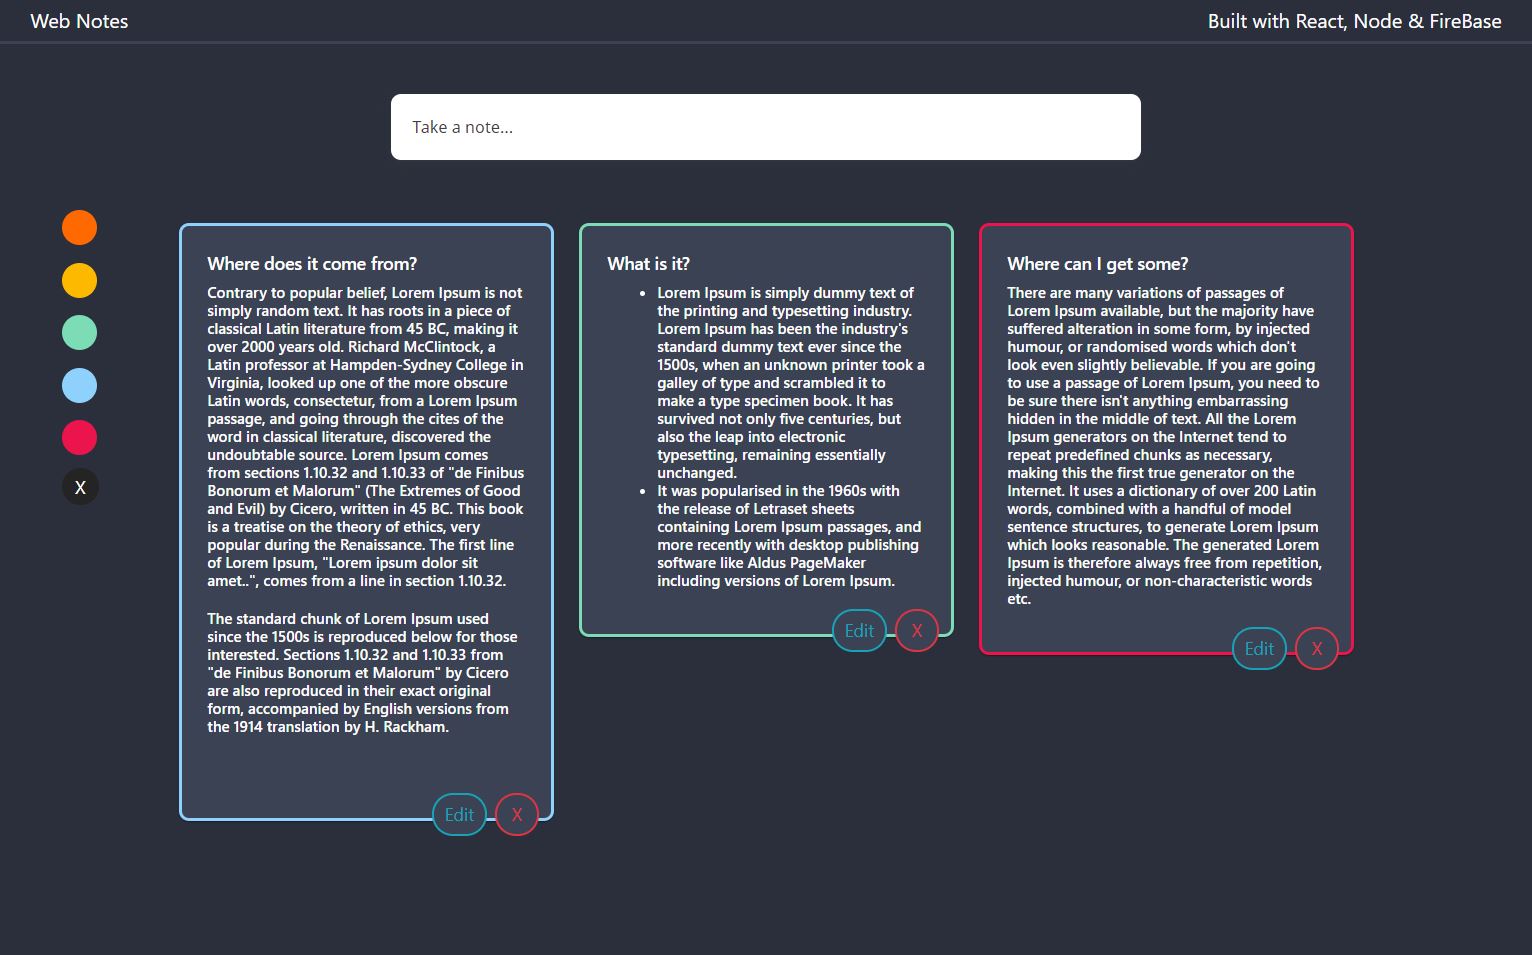 Web Notes
Built with React, Node & FireBase
Take a note...
X
Where does it come from?
Contrary to popular belief, Lorem Ipsum is not
simply random text. It has roots in a piece of
classical Latin literature from 45 BC, making it
over 2000 years old. Richard McClintock, a
Latin professor at Hampden-Sydney College in
Virginia, looked up one of the more obscure
Latin words, consectetur, from a Lorem Ipsum
passage, and going through the cites of the
word in classical literature, discovered the
undoubtable source. Lorem Ipsum comes
from sections 1.10.32 and 1.10.33 of "de Finibus
Bonorum et Malorum" (The Extremes of Good
and Evil) by Cicero, written in 45 BC. This book
is a treatise on the theory of ethics, very
popular during the Renaissance. The first line
of Lorem Ipsum, "Lorem ipsum dolor sit
amet..", comes from a line in section 1.10.32.
The standard chunk of Lorem Ipsum used
since the 1500s is reproduced below for those
interested. Sections 1.10.32 and 1.10.33 from
"de Finibus Bonorum et Malorum" by Cicero
are also reproduced in their exact original
form, accompanied by English versions from
the 1914 translation by H. Rackham.
Edit X
What is it?
• Lorem Ipsum is simply dummy text of
the printing and typesetting industry.
Lorem Ipsum has been the industry's
standard dummy text ever since the
1500s, when an unknown printer took a
galley of type and scrambled it to
make a type specimen book. It has
survived not only five centuries, but
also the leap into electronic
typesetting, remaining essentially
unchanged.
• It was popularised in the 1960s with
the release of Letraset sheets
containing Lorem Ipsum passages, and
more recently with desktop publishing
software like Aldus PageMaker
including versions of Lorem Ipsum.
Edit X
Where can I get some?
There are many variations of passages of
Lorem Ipsum available, but the majority have
suffered alteration in some form, by injected
humour, or randomised words which don't
look even slightly believable. If you are going
to use a passage of Lorem Ipsum, you need to
be sure there isn't anything embarrassing
hidden in the middle of text. All the Lorem
Ipsum generators on the Internet tend to
repeat predefined chunks as necessary,
making this the first true generator on the
Internet. It uses a dictionary of over 200 Latin
words, combined with a handful of model
sentence structures, to generate Lorem Ipsum
which looks reasonable. The generated Lorem
Ipsum is therefore always free from repetition,
injected humour, or non-characteristic words
etc.
Edit X